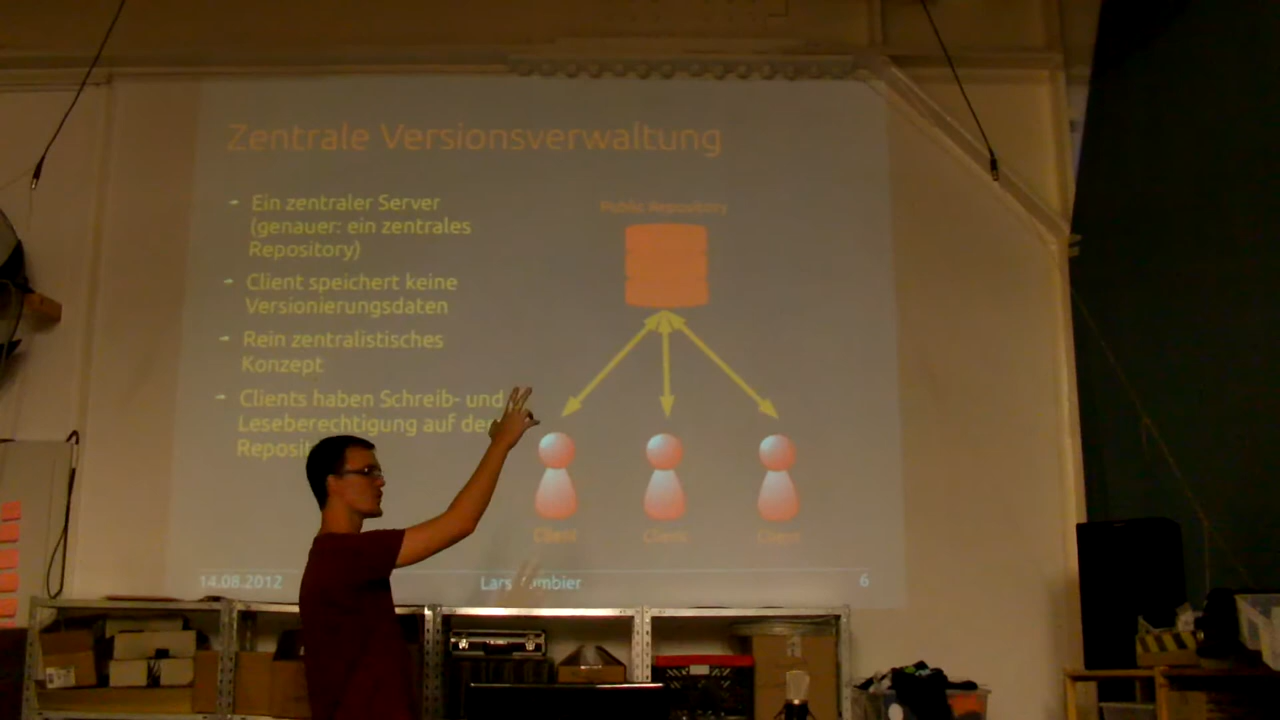 Zentrale Versionsverwaltung
Ein zentraler Server
(genauer: ein zentrales
Repository)
Client speichert keine
Versionierungsdaten
Rein zentralistisches
Konzept
Clients haben Schreib- und
Leseberechtigung auf
Public Repository
Client
Client
Client
14.08.2012
Lars
6